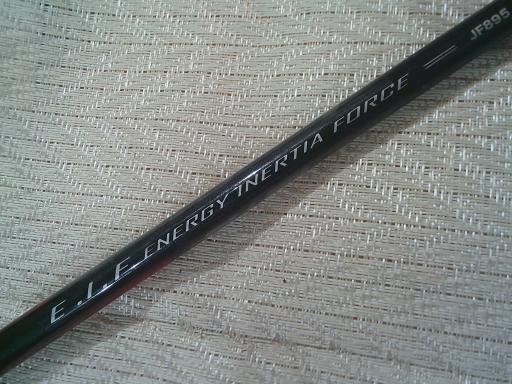 E.I.F ENERGY INERTIA FORCE — JF895